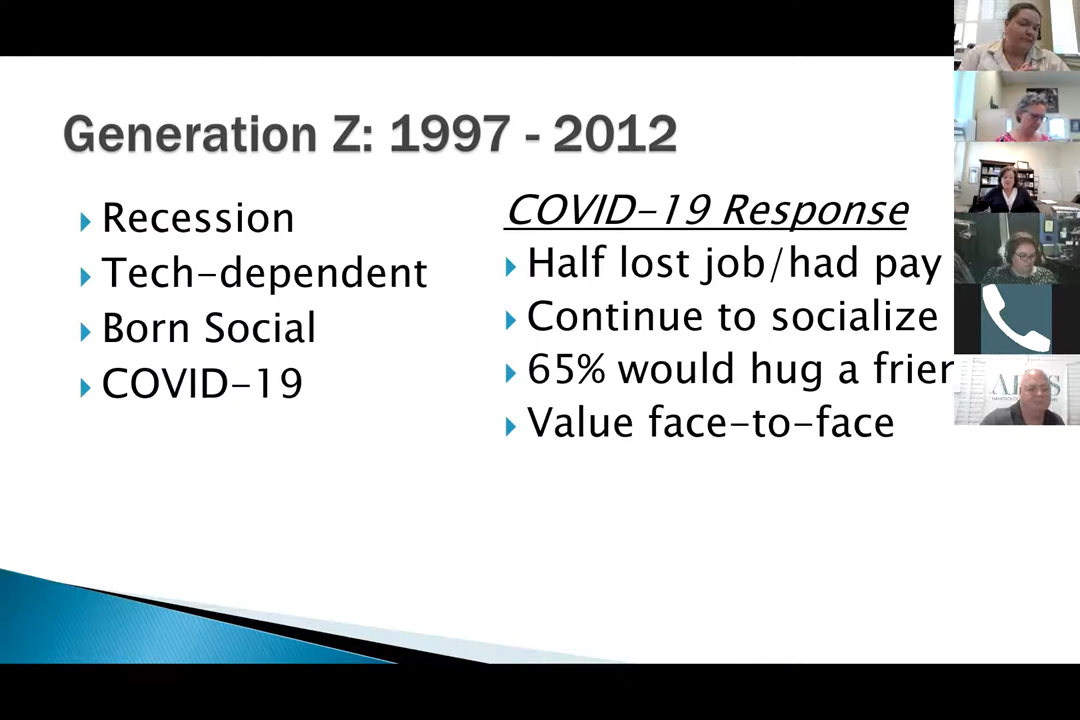 Generation Z: 1997 - 2012
Recession
Tech-dependent
Born Social
COVID-19
COVID-19 Response
Half lost job/had pay
Continue to socialize
65% would hug a
Value face-to-face